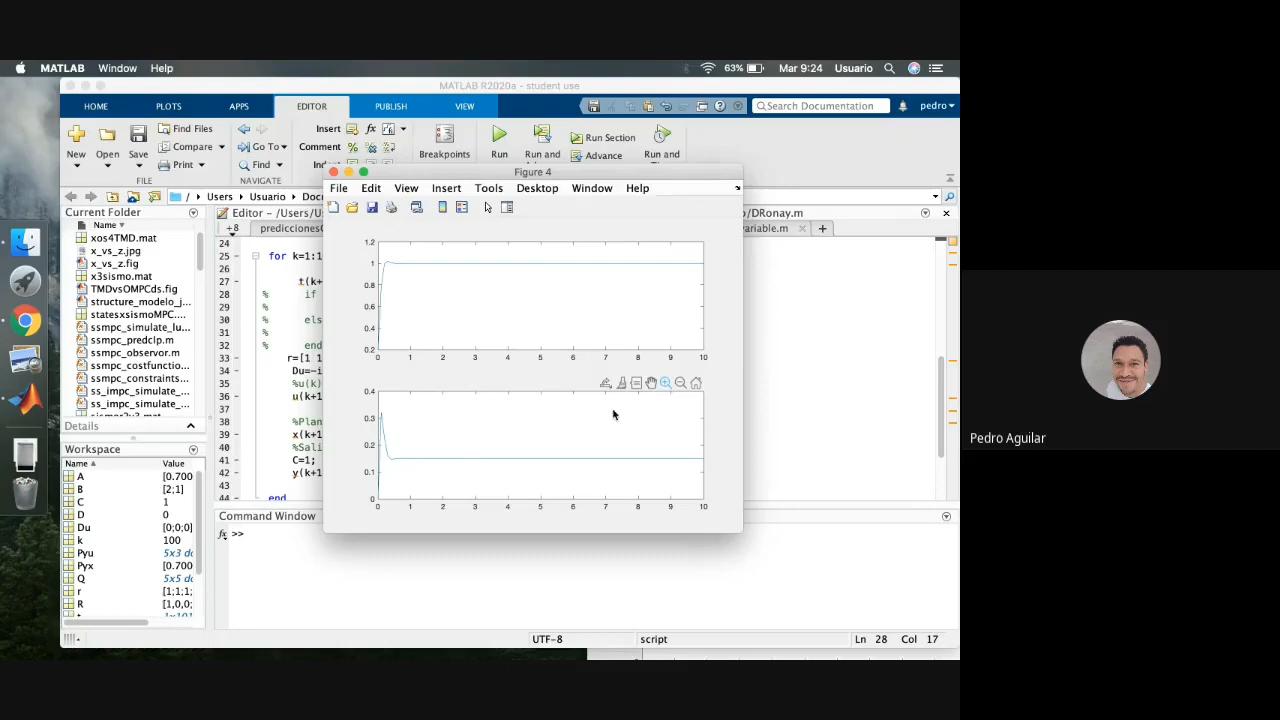 MATLAB Window Help 63% Mar 9:24 Usuario
MATLAB R2020a - student use
HOME PLOTS APPS EDITOR PUBLISH VIEW Search Documentation pedro
New Open Save Find Files Compare Print
Insert fx
Comment
Go To
Find
Breakpoints Run Run and Run Section Advance Run and
FILE NAVIGATE
/ Users Usuario
Current Folder
Name
xos4TMD.mat
x_vs_z.jpg
x_vs_z.fig
x3sismo.mat
TMDvsOMPCds.fig
structure_modelo_j...
statesxsismoMPC....
ssmpc_simulate_lu...
ssmpc_predclp.m
ssmpc_observor.m
ssmpc_costfunctio...
ssmpc_constraints...
ss_impc_simulate_...
ss_mpc_simulate_...
Details
Workspace
Name Value
A [0.700
B [2;1]
C 1
D 0
Du [0;0;0]
k 100
Pyu 5x3 do
Pyx [0.700
Q 5x5 do
r [1;1;1;
R [1,0,0;
Editor - /Users/U
o/DRonay.m
+8
variable.m
24
25 for k=1:1
26
27 t(k+
28 % if
29 %
30 % els
31 %
32 % end
33 r=[1 1
34 Du=-i
35 %u(k)
36 u(k+1
37
38 %Plan
39 x(k+1
40 %Sali
41 C=1;
42 y(k+1
43
44 end
Figure 4
File Edit View Insert Tools Desktop Window Help
1.2
1
0.8
0.6
0.4
0.2
0 1 2 3 4 5 6 7 8 9 10
0.4
0.3
0.2
0.1
0
0 1 2 3 4 5 6 7 8 9 10
Command Window
fx >>
UTF-8 script Ln 28 Col 17
Pedro Aguilar